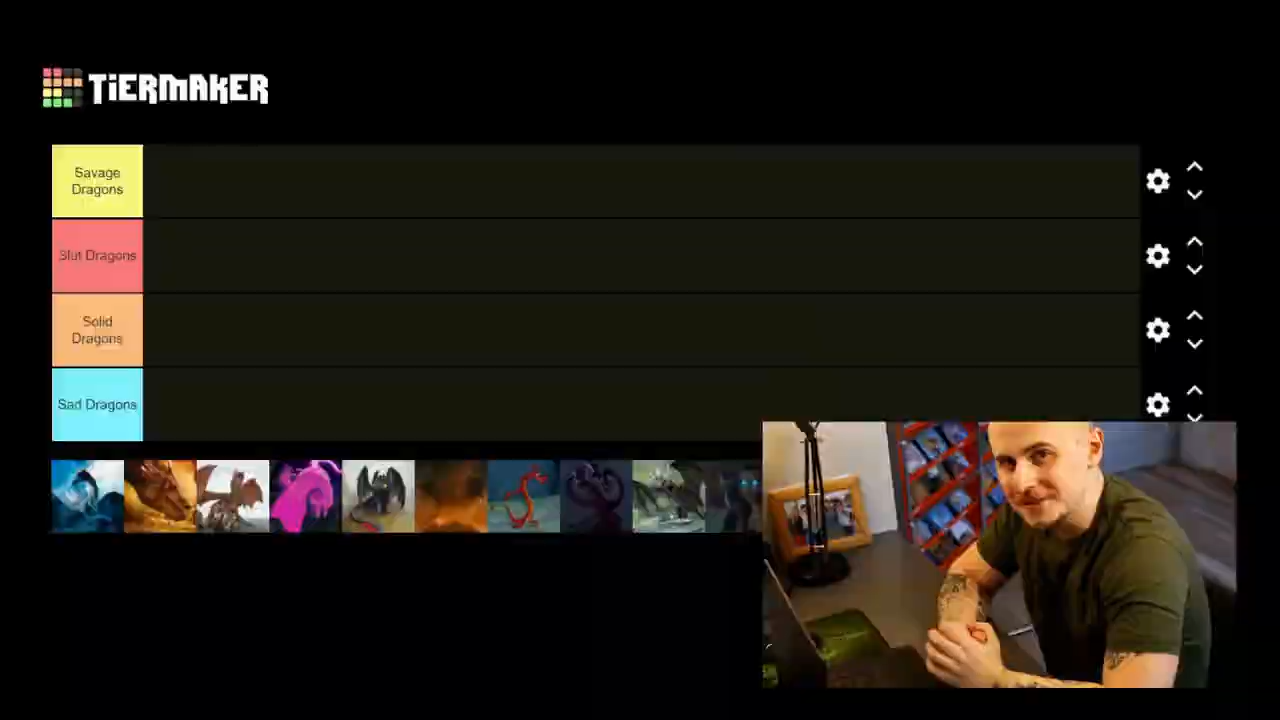 TiERMAKER
Savage
Dragons
Slut Dragons
Solid
Dragons
Sad Dragons